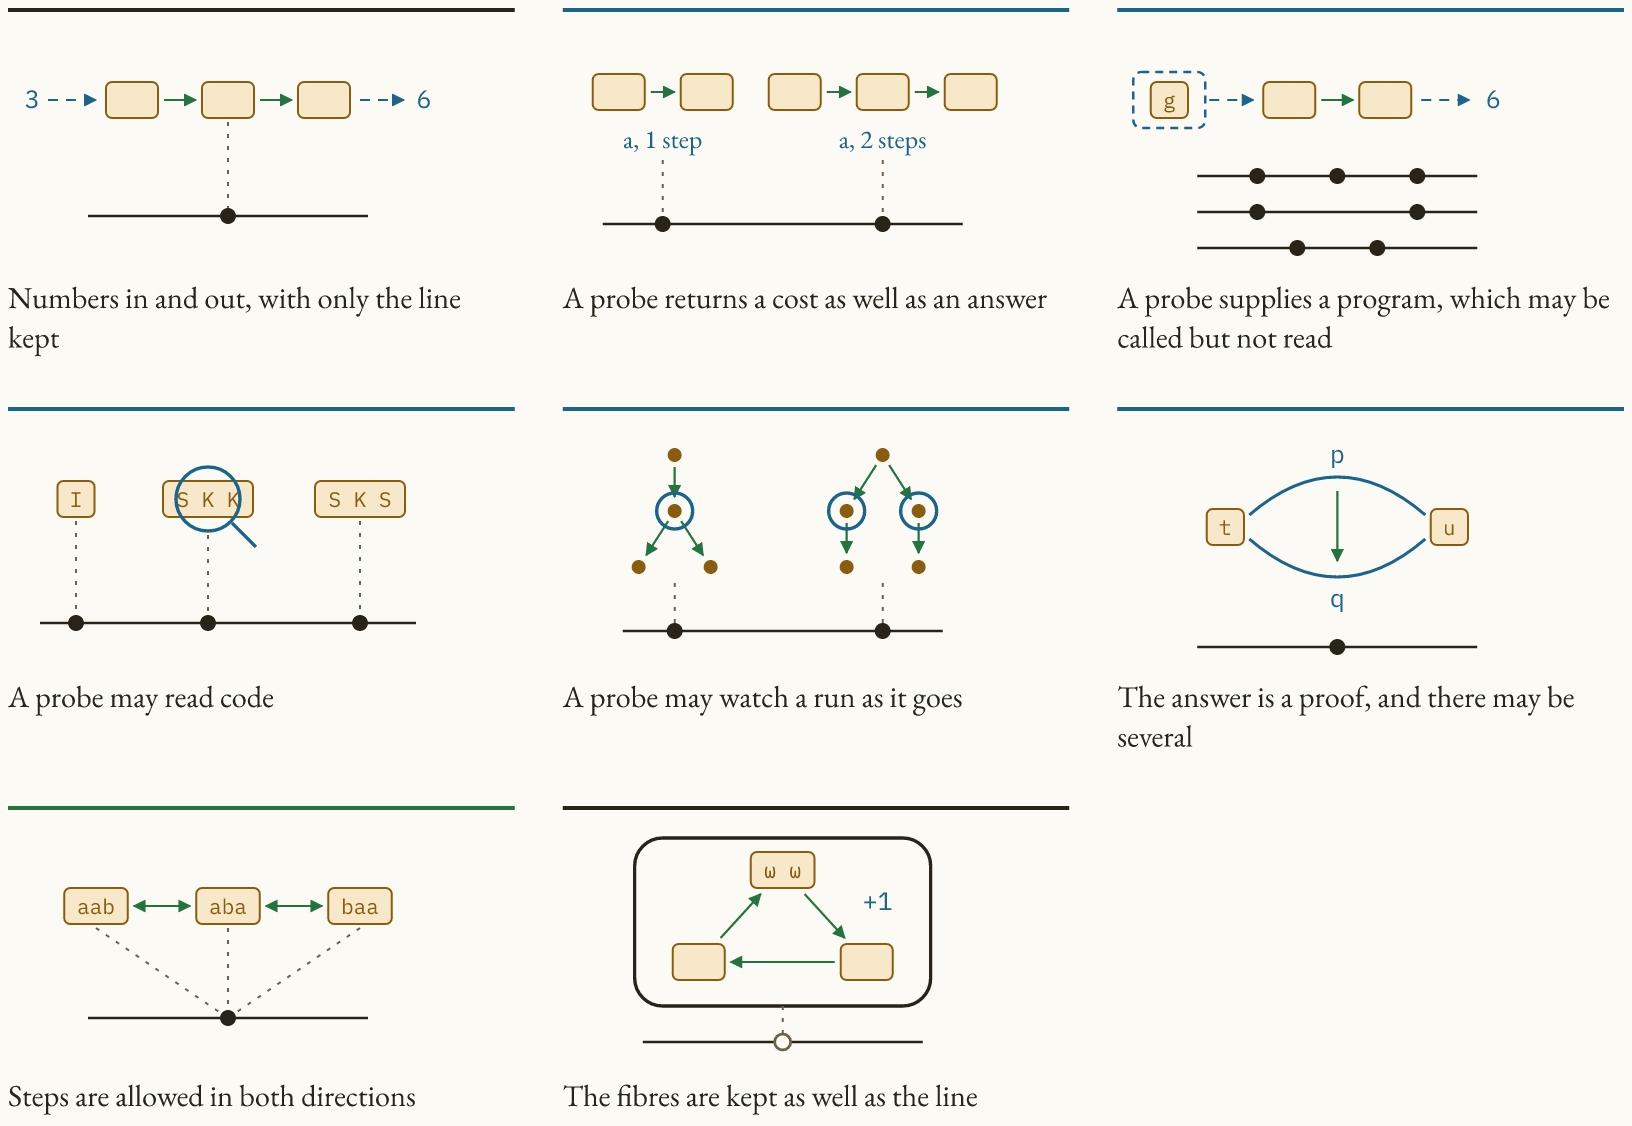 3
6
Numbers in and out, with only the line
kept
a, 1 step
a, 2 steps
A probe returns a cost as well as an answer
g
6
A probe supplies a program, which may be
called but not read
I
S K K
S K S
A probe may read code
A probe may watch a run as it goes
p
t
u
q
The answer is a proof, and there may be
several
aab
aba
baa
Steps are allowed in both directions
ω ω
+1
The fibres are kept as well as the line